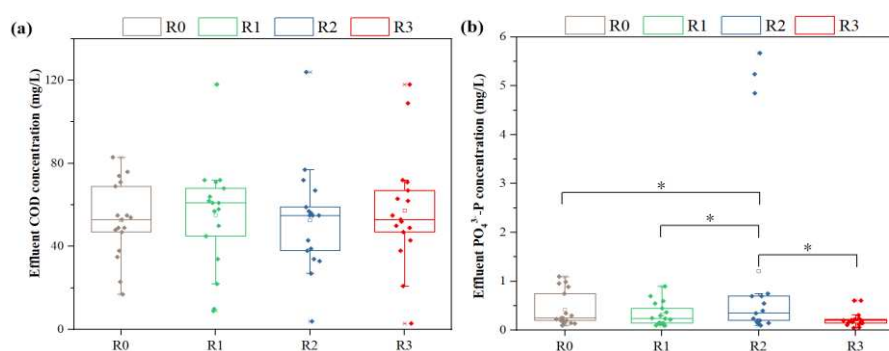 (a)
R0 R1 R2 R3
Effluent COD concentration (mg/L)
120
80
40
0
R0 R1 R2 R3
(b)
R0 R1 R2 R3
Effluent PO₄³⁻-P concentration (mg/L)
6
5
4
3
2
1
0
*
*
*
R0 R1 R2 R3